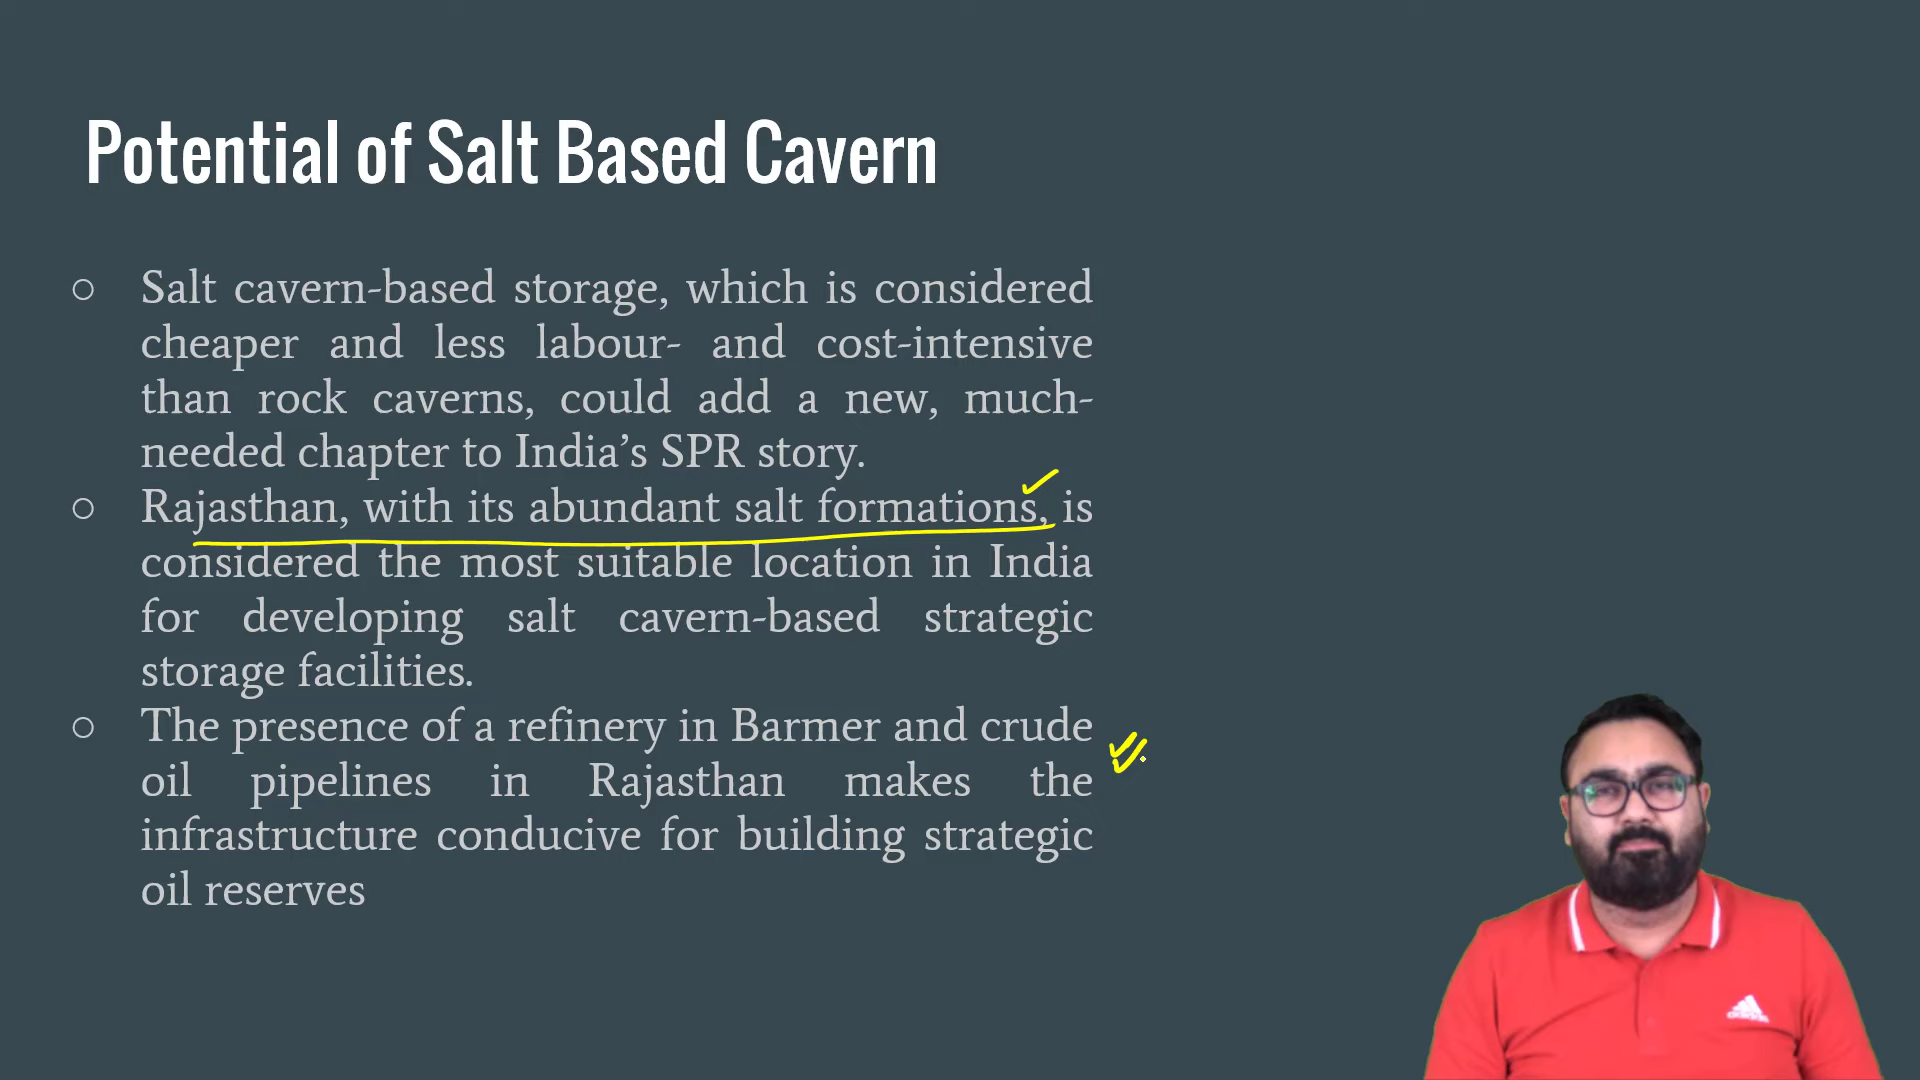 Potential of Salt Based Cavern
Salt cavern-based storage, which is considered
cheaper and less labour- and cost-intensive
than rock caverns, could add a new, much-
needed chapter to India’s SPR story.
Rajasthan, with its abundant salt formations, is
considered the most suitable location in India
for developing salt cavern-based strategic
storage facilities.
The presence of a refinery in Barmer and crude
oil pipelines in Rajasthan makes the
infrastructure conducive for building strategic
oil reserves
adidas